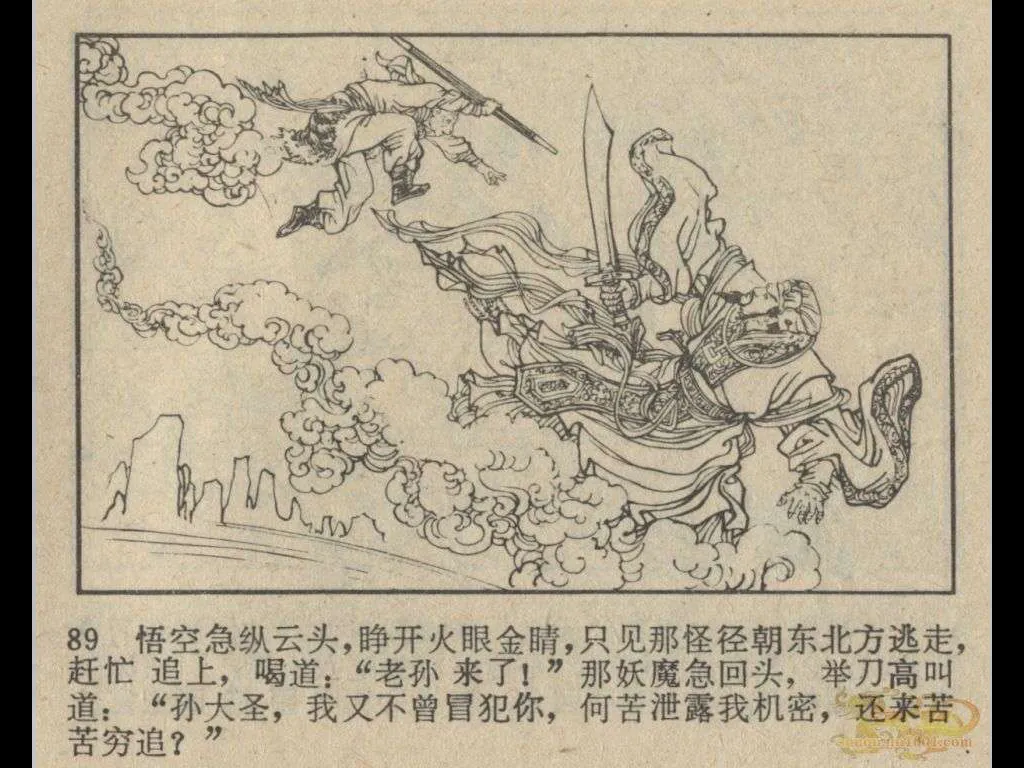 89 悟空急纵云头，睁开火眼金睛，只见那怪径朝东北方逃走，
赶忙 追上，喝道：“老孙 来了！”那妖魔急回头，举刀高叫
道：“孙大圣，我又不曾冒犯你，何苦泄露我机密，还来苦
苦穷追？”